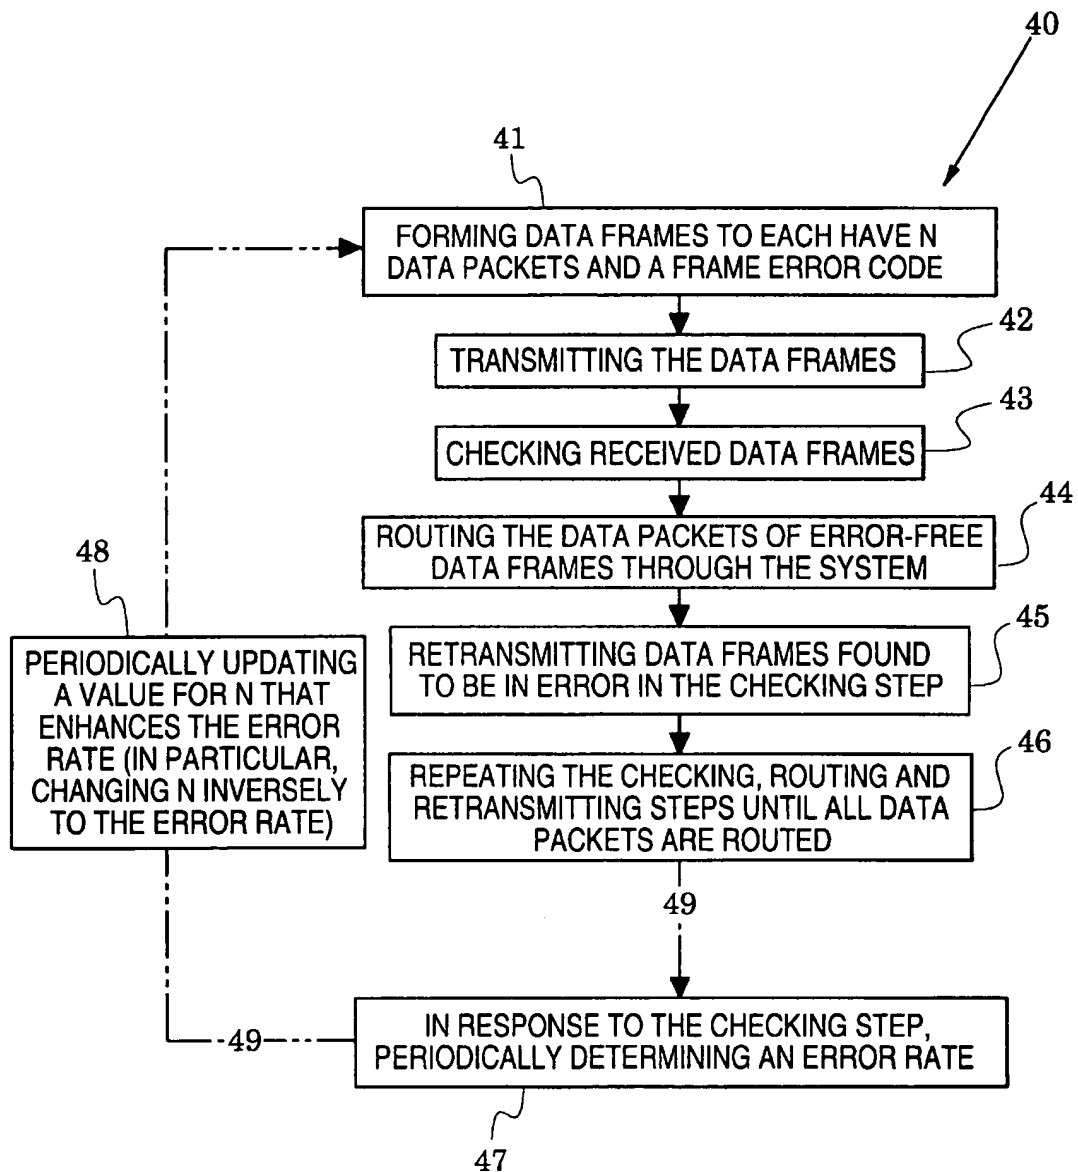 40
41
FORMING DATA FRAMES TO EACH HAVE N
DATA PACKETS AND A FRAME ERROR CODE
42
TRANSMITTING THE DATA FRAMES
43
CHECKING RECEIVED DATA FRAMES
44
ROUTING THE DATA PACKETS OF ERROR-FREE
DATA FRAMES THROUGH THE SYSTEM
45
RETRANSMITTING DATA FRAMES FOUND
TO BE IN ERROR IN THE CHECKING STEP
46
REPEATING THE CHECKING, ROUTING AND
RETRANSMITTING STEPS UNTIL ALL DATA
PACKETS ARE ROUTED
49
IN RESPONSE TO THE CHECKING STEP,
PERIODICALLY DETERMINING AN ERROR RATE
47
49
48
PERIODICALLY UPDATING
A VALUE FOR N THAT
ENHANCES THE ERROR
RATE (IN PARTICULAR,
CHANGING N INVERSELY
TO THE ERROR RATE)